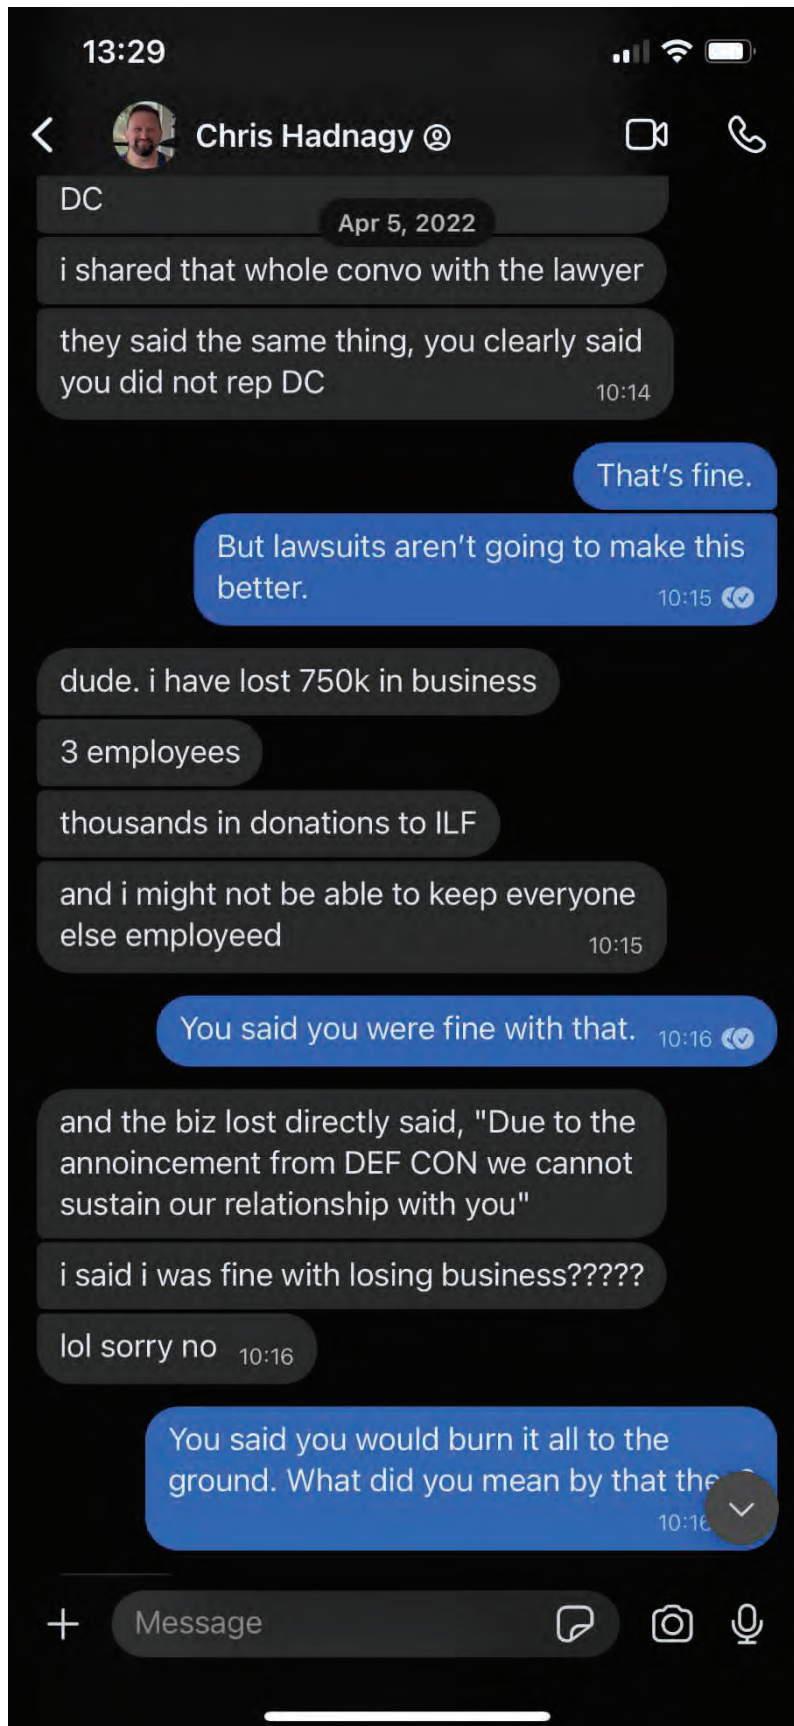 13:29
Chris Hadnagy
DC
Apr 5, 2022
i shared that whole convo with the lawyer
they said the same thing, you clearly said
you did not rep DC
10:14
That's fine.
But lawsuits aren't going to make this
better.
10:15
dude. i have lost 750k in business
3 employees
thousands in donations to ILF
and i might not be able to keep everyone
else employeed
10:15
You said you were fine with that.
10:16
and the biz lost directly said, "Due to the
annoincement from DEF CON we cannot
sustain our relationship with you"
i said i was fine with losing business?????
lol sorry no
10:16
You said you would burn it all to the
ground. What did you mean by that
10:16
Message